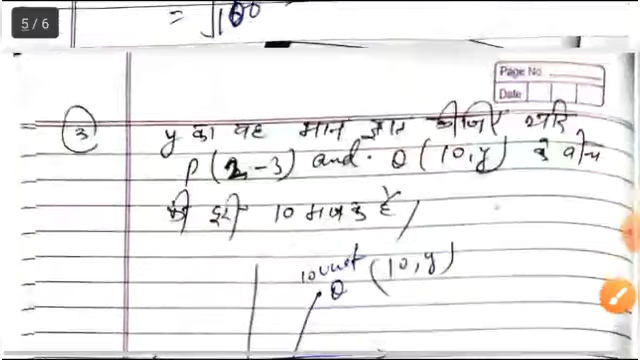 5/6
= √100
Page No.
Date
3 y का वह मान ज्ञात कीजिए यदि
P(2,-3) and. Q(10,y) के बीच
की दूरी 10 मात्रक है/
10 unit (10,y)
Q